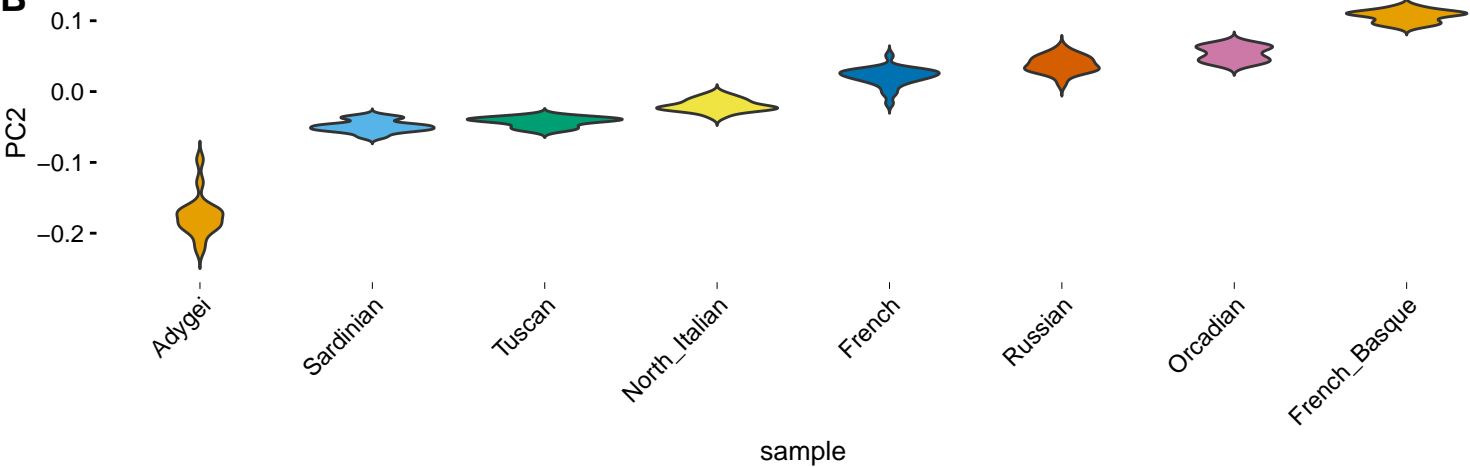 B
0.1
0.0
−0.1
−0.2
PC2
Adygei
Sardinian
Tuscan
North_Italian
French
Russian
Orcadian
French_Basque
sample